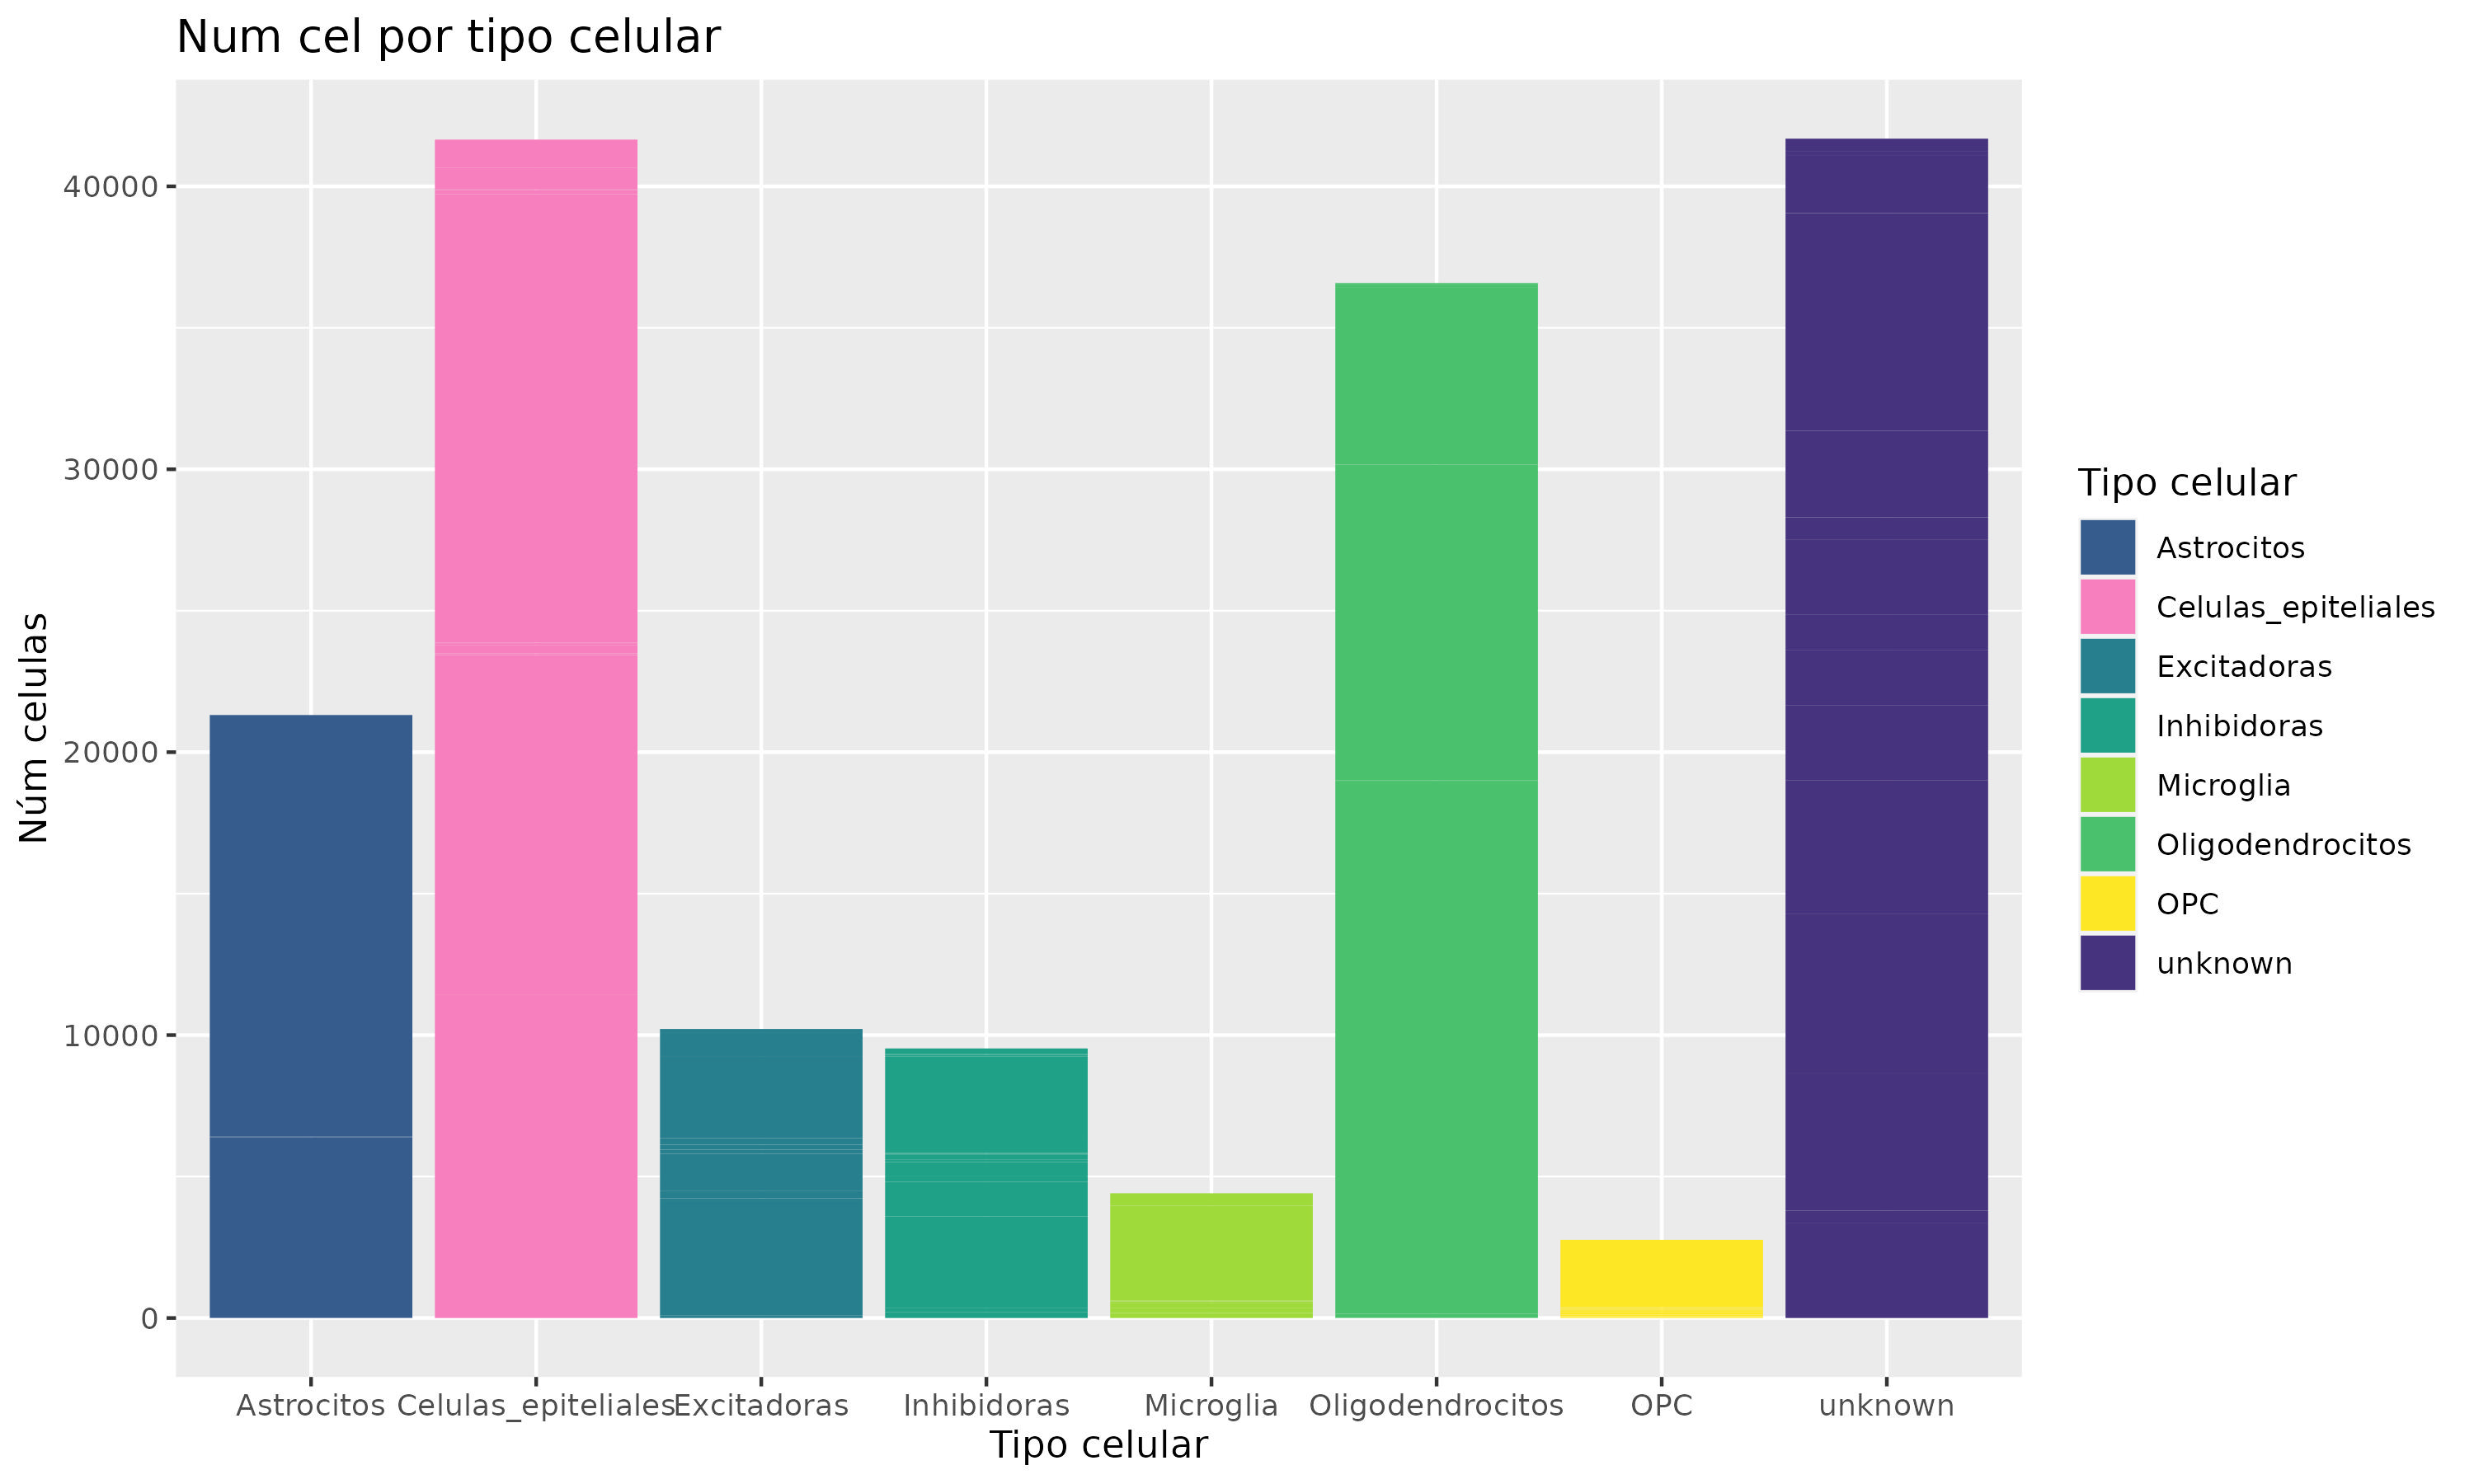 Num cel por tipo celular
Núm celulas
40000
30000
20000
10000
0
Astrocitos Celulas_epiteliales Excitadoras Inhibidoras Microglia Oligodendrocitos OPC unknown
Tipo celular
Tipo celular
Astrocitos
Celulas_epiteliales
Excitadoras
Inhibidoras
Microglia
Oligodendrocitos
OPC
unknown